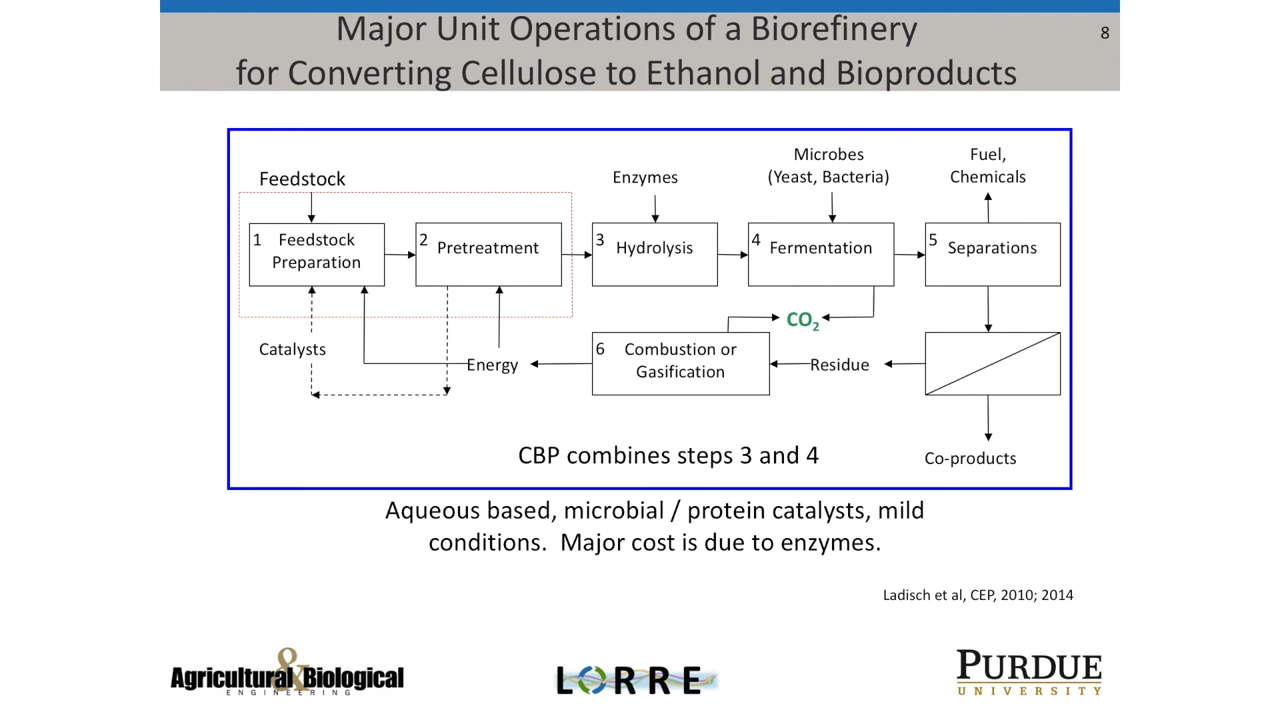 Major Unit Operations of a Biorefinery
for Converting Cellulose to Ethanol and Bioproducts
8
Feedstock
Enzymes
Microbes
(Yeast, Bacteria)
Fuel,
Chemicals
1 Feedstock
Preparation
2 Pretreatment
3 Hydrolysis
4 Fermentation
5 Separations
CO2
Catalysts
Energy
6 Combustion or
Gasification
Residue
CBP combines steps 3 and 4
Co-products
Aqueous based, microbial / protein catalysts, mild
conditions.  Major cost is due to enzymes.
Ladisch et al, CEP, 2010; 2014
Agricultural & Biological
ENGINEERING
LORRE
PURDUE
UNIVERSITY